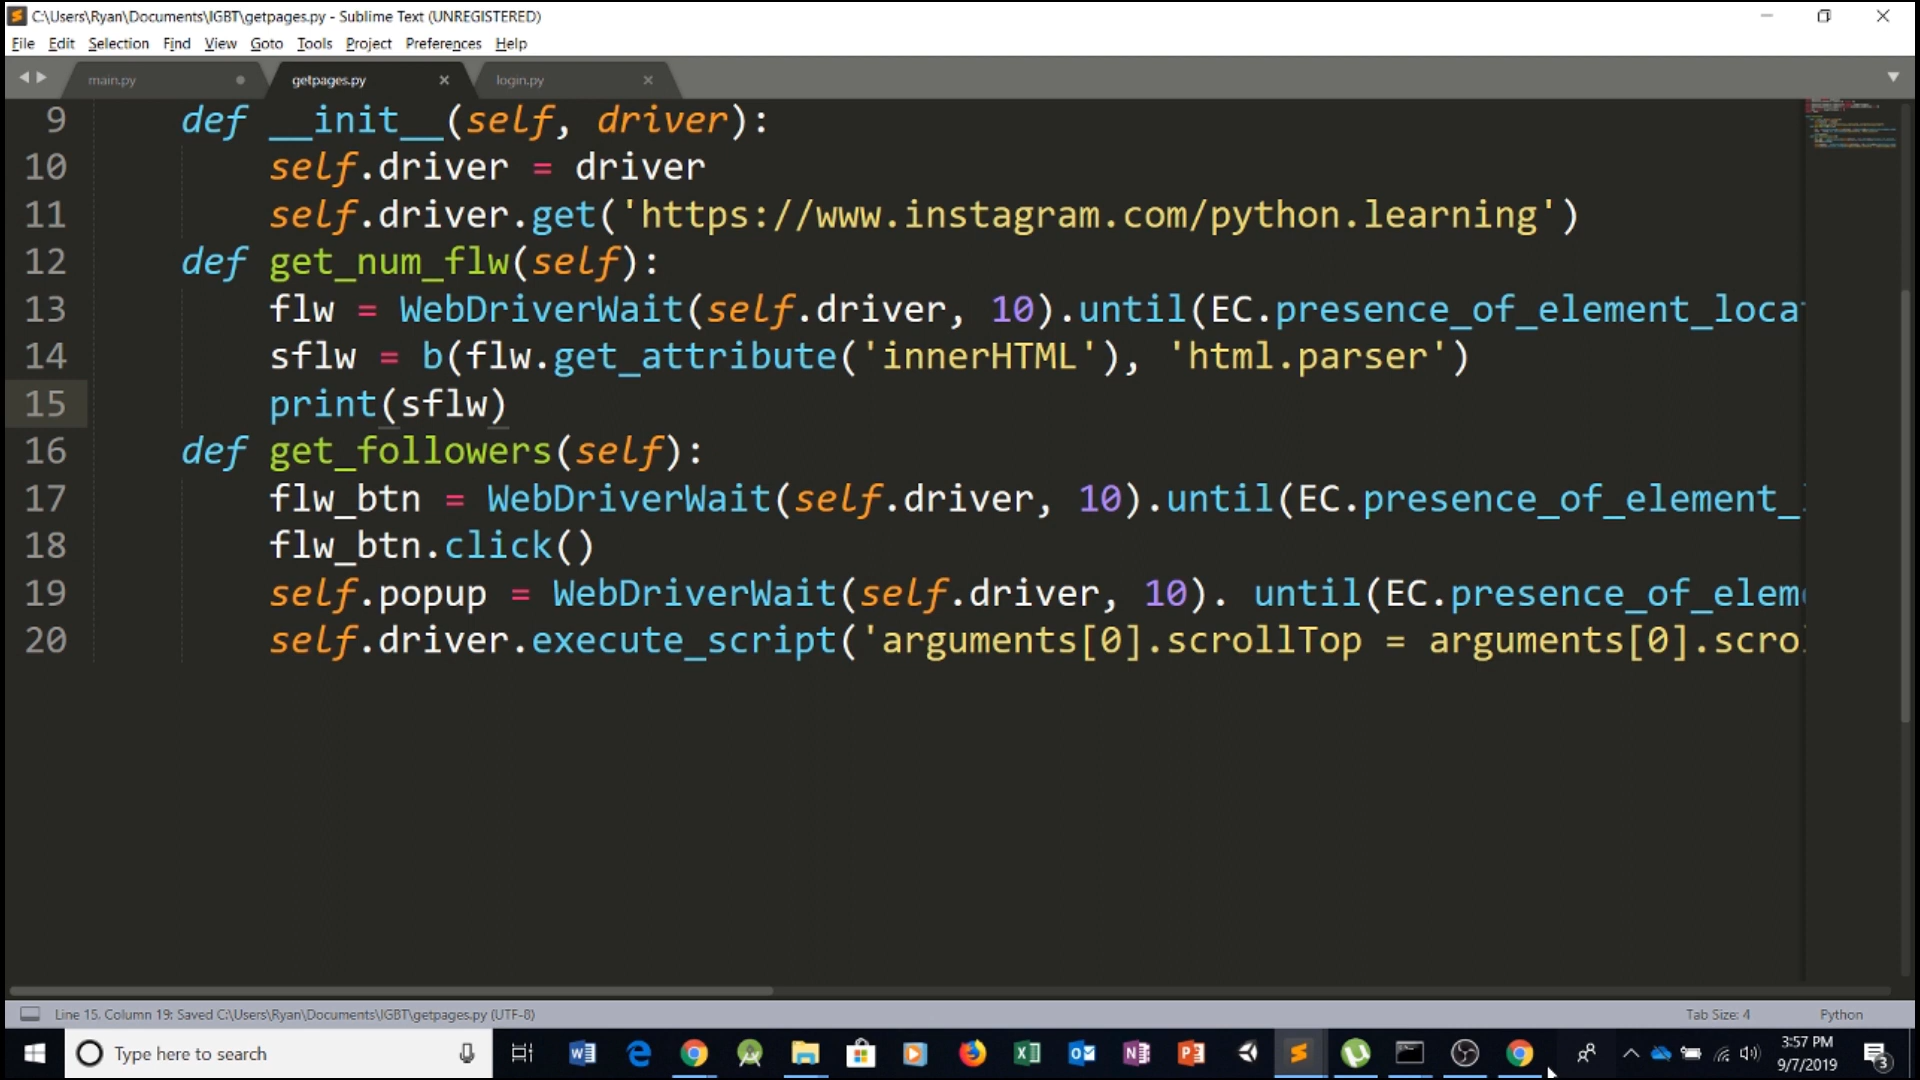 C:\Users\Ryan\Documents\IGBT\getpages.py - Sublime Text (UNREGISTERED)
File Edit Selection Find View Goto Tools Project Preferences Help
main.py getpages.py login.py
9 def __init__(self, driver):
10 self.driver = driver
11 self.driver.get('https://www.instagram.com/python.learning')
12 def get_num_flw(self):
13 flw = WebDriverWait(self.driver, 10).until(EC.presence_of_element_loca
14 sflw = b(flw.get_attribute('innerHTML'), 'html.parser')
15 print(sflw)
16 def get_followers(self):
17 flw_btn = WebDriverWait(self.driver, 10).until(EC.presence_of_element_
18 flw_btn.click()
19 self.popup = WebDriverWait(self.driver, 10). until(EC.presence_of_elem
20 self.driver.execute_script('arguments[0].scrollTop = arguments[0].scro
Line 15, Column 19; Saved C:\Users\Ryan\Documents\IGBT\getpages.py (UTF-8) Tab Size: 4 Python
Type here to search
3:57 PM
9/7/2019
3